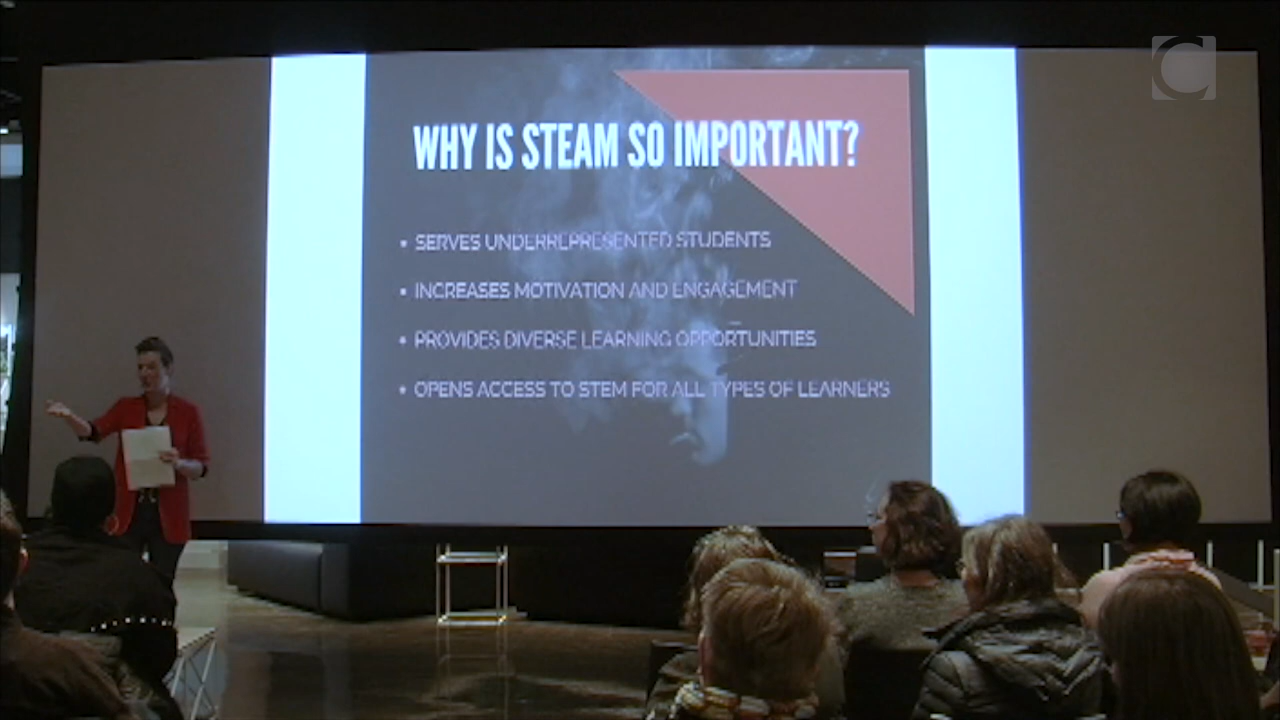 WHY IS STEAM SO IMPORTANT?
• SERVES UNDERREPRESENTED STUDENTS
• INCREASES MOTIVATION AND ENGAGEMENT
• PROVIDES DIVERSE LEARNING OPPORTUNITIES
• OPENS ACCESS TO STEM FOR ALL TYPES OF LEARNERS
C